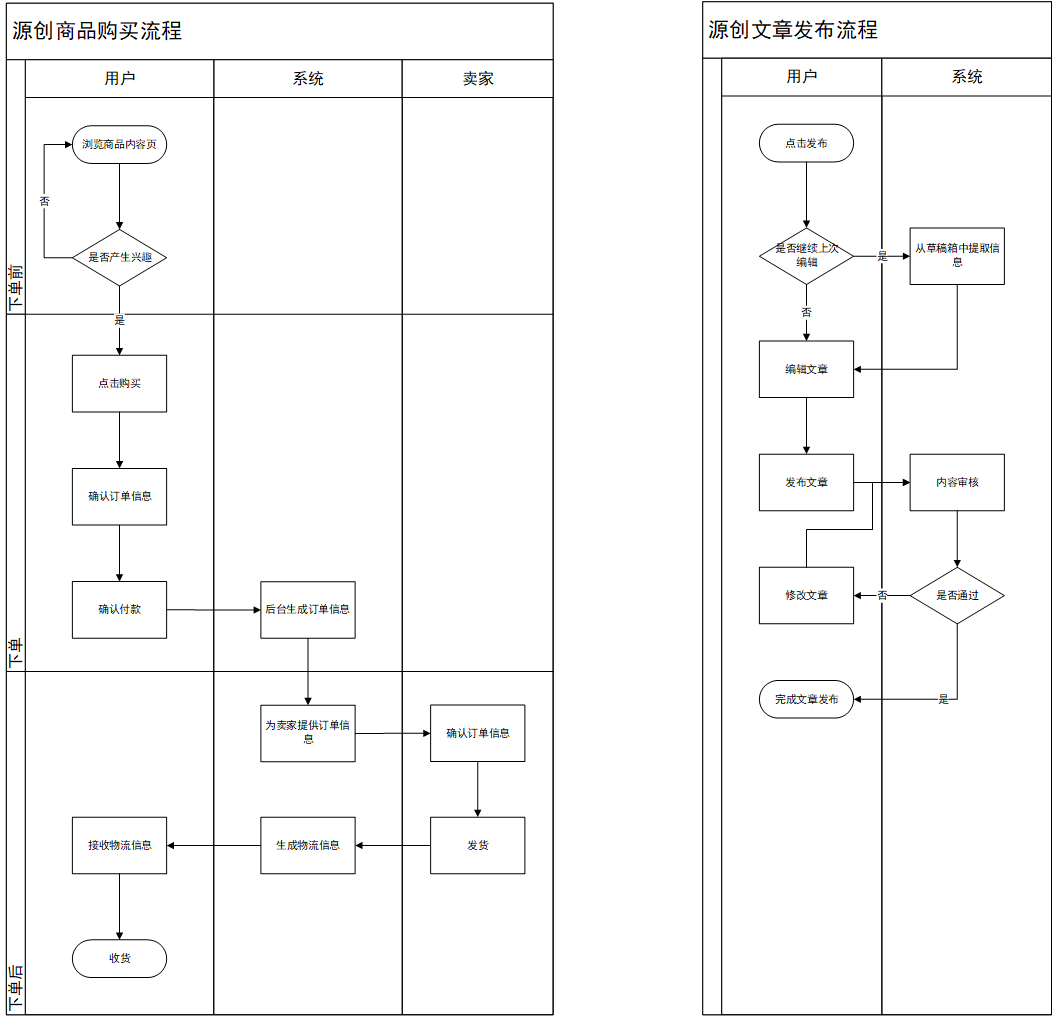 源创商品购买流程
用户
系统
卖家
浏览商品内容页
否
是否产生兴趣
下单前
是
点击购买
确认订单信息
确认付款
后台生成订单信息
下单
为卖家提供订单信
息
确认订单信息
接收物流信息
生成物流信息
发货
收货
下单后
源创文章发布流程
用户
系统
点击发布
是否继续上次
编辑
是
从草稿箱中提取信
息
否
编辑文章
发布文章
内容审核
修改文章
否
是否通过
完成文章发布
是